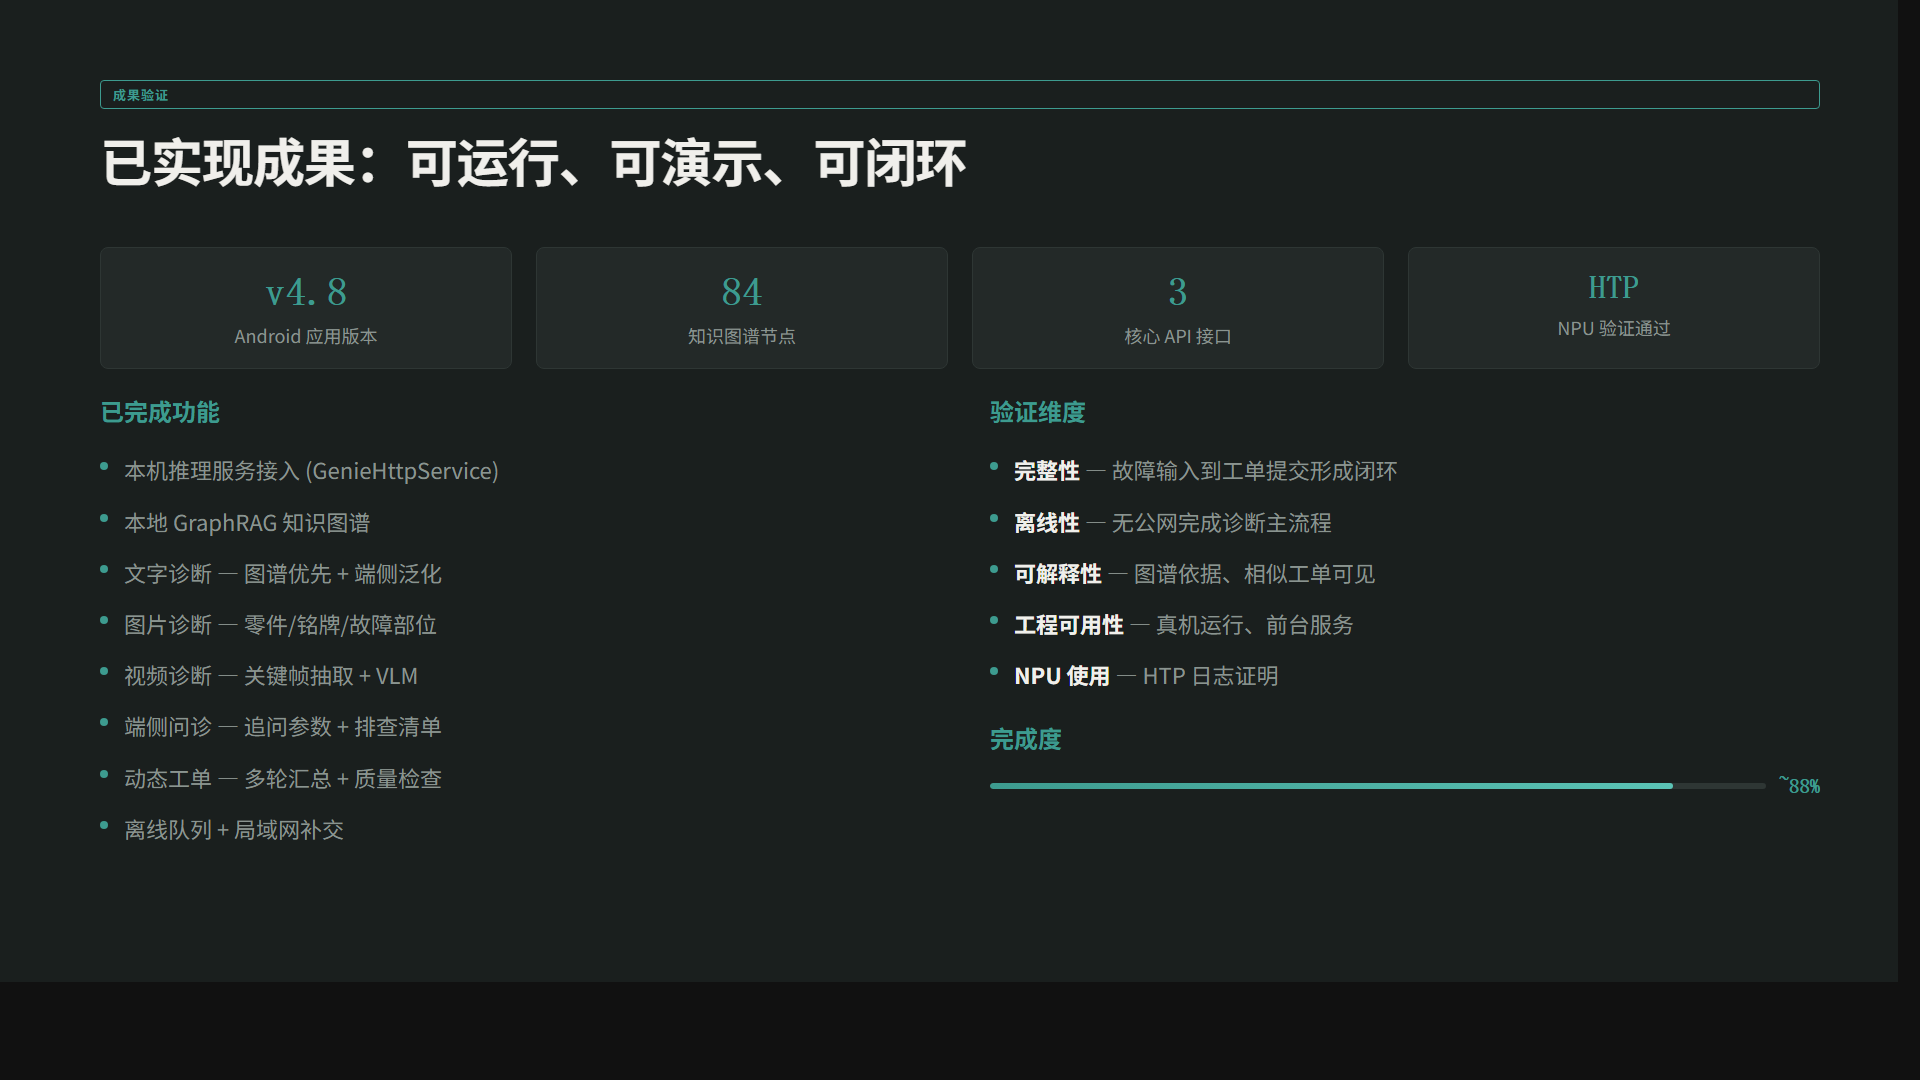 成果验证
已实现成果：可运行、可演示、可闭环
v4.8
Android 应用版本
84
知识图谱节点
3
核心 API 接口
HTP
NPU 验证通过
已完成功能
本机推理服务接入 (GenieHttpService)
本地 GraphRAG 知识图谱
文字诊断 — 图谱优先 + 端侧泛化
图片诊断 — 零件/铭牌/故障部位
视频诊断 — 关键帧抽取 + VLM
端侧问诊 — 追问参数 + 排查清单
动态工单 — 多轮汇总 + 质量检查
离线队列 + 局域网补交
验证维度
完整性 — 故障输入到工单提交形成闭环
离线性 — 无公网完成诊断主流程
可解释性 — 图谱依据、相似工单可见
工程可用性 — 真机运行、前台服务
NPU 使用 — HTP 日志证明
完成度
~88%